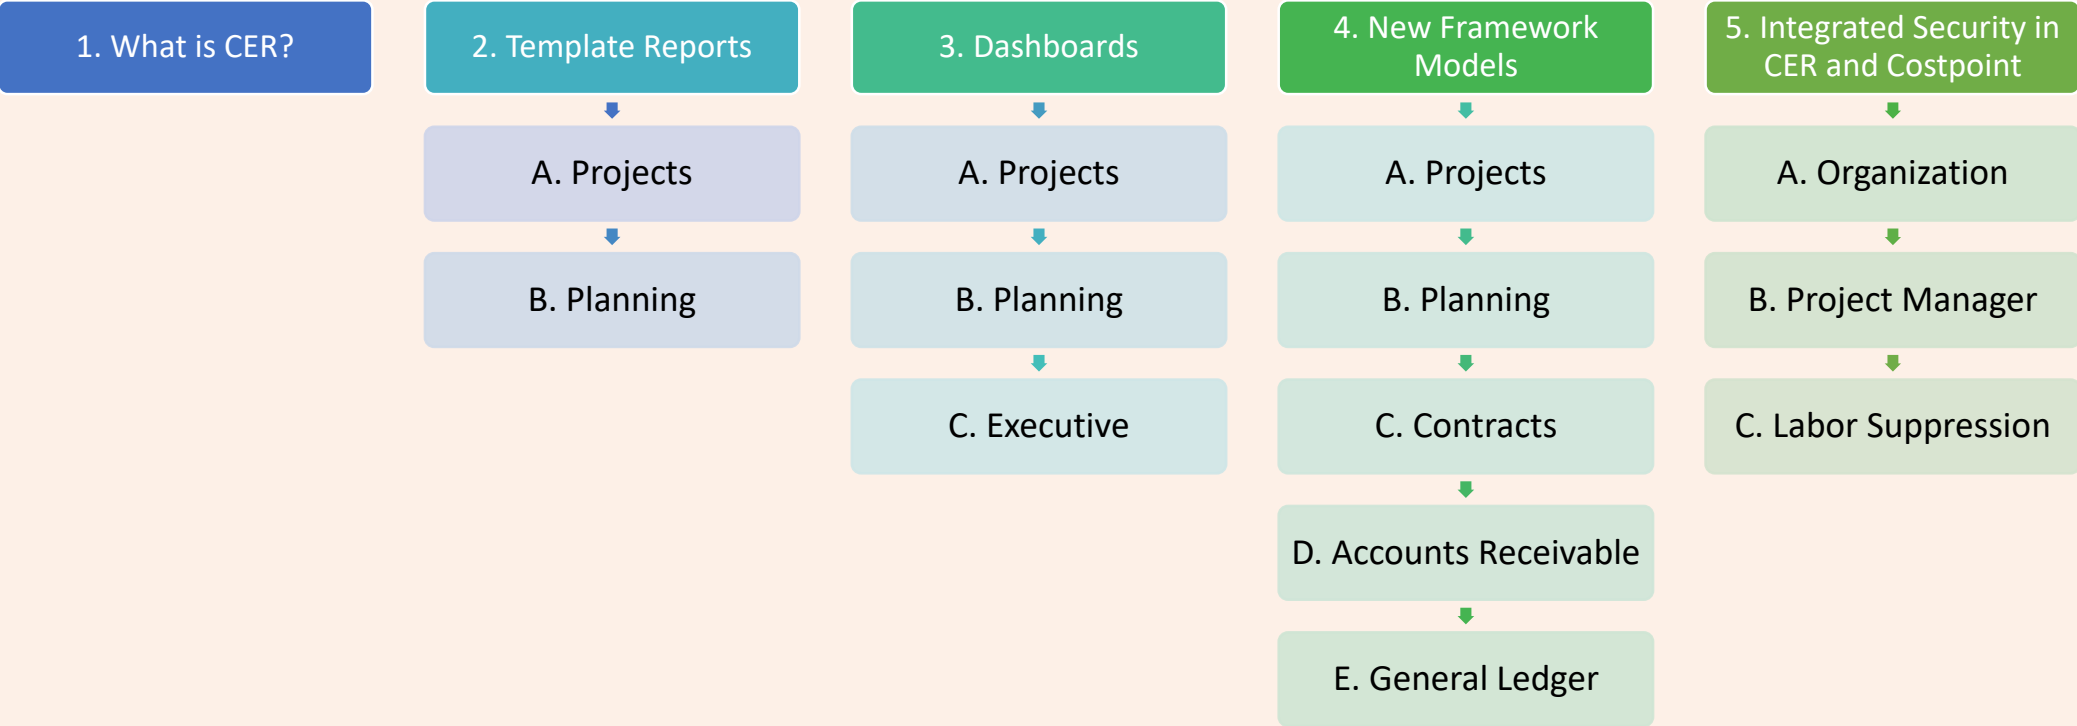 1. What is CER?
2. Template Reports
A. Projects
B. Planning
3. Dashboards
A. Projects
B. Planning
C. Executive
4. New Framework
Models
A. Projects
B. Planning
C. Contracts
D. Accounts Receivable
E. General Ledger
5. Integrated Security in
CER and Costpoint
A. Organization
B. Project Manager
C. Labor Suppression